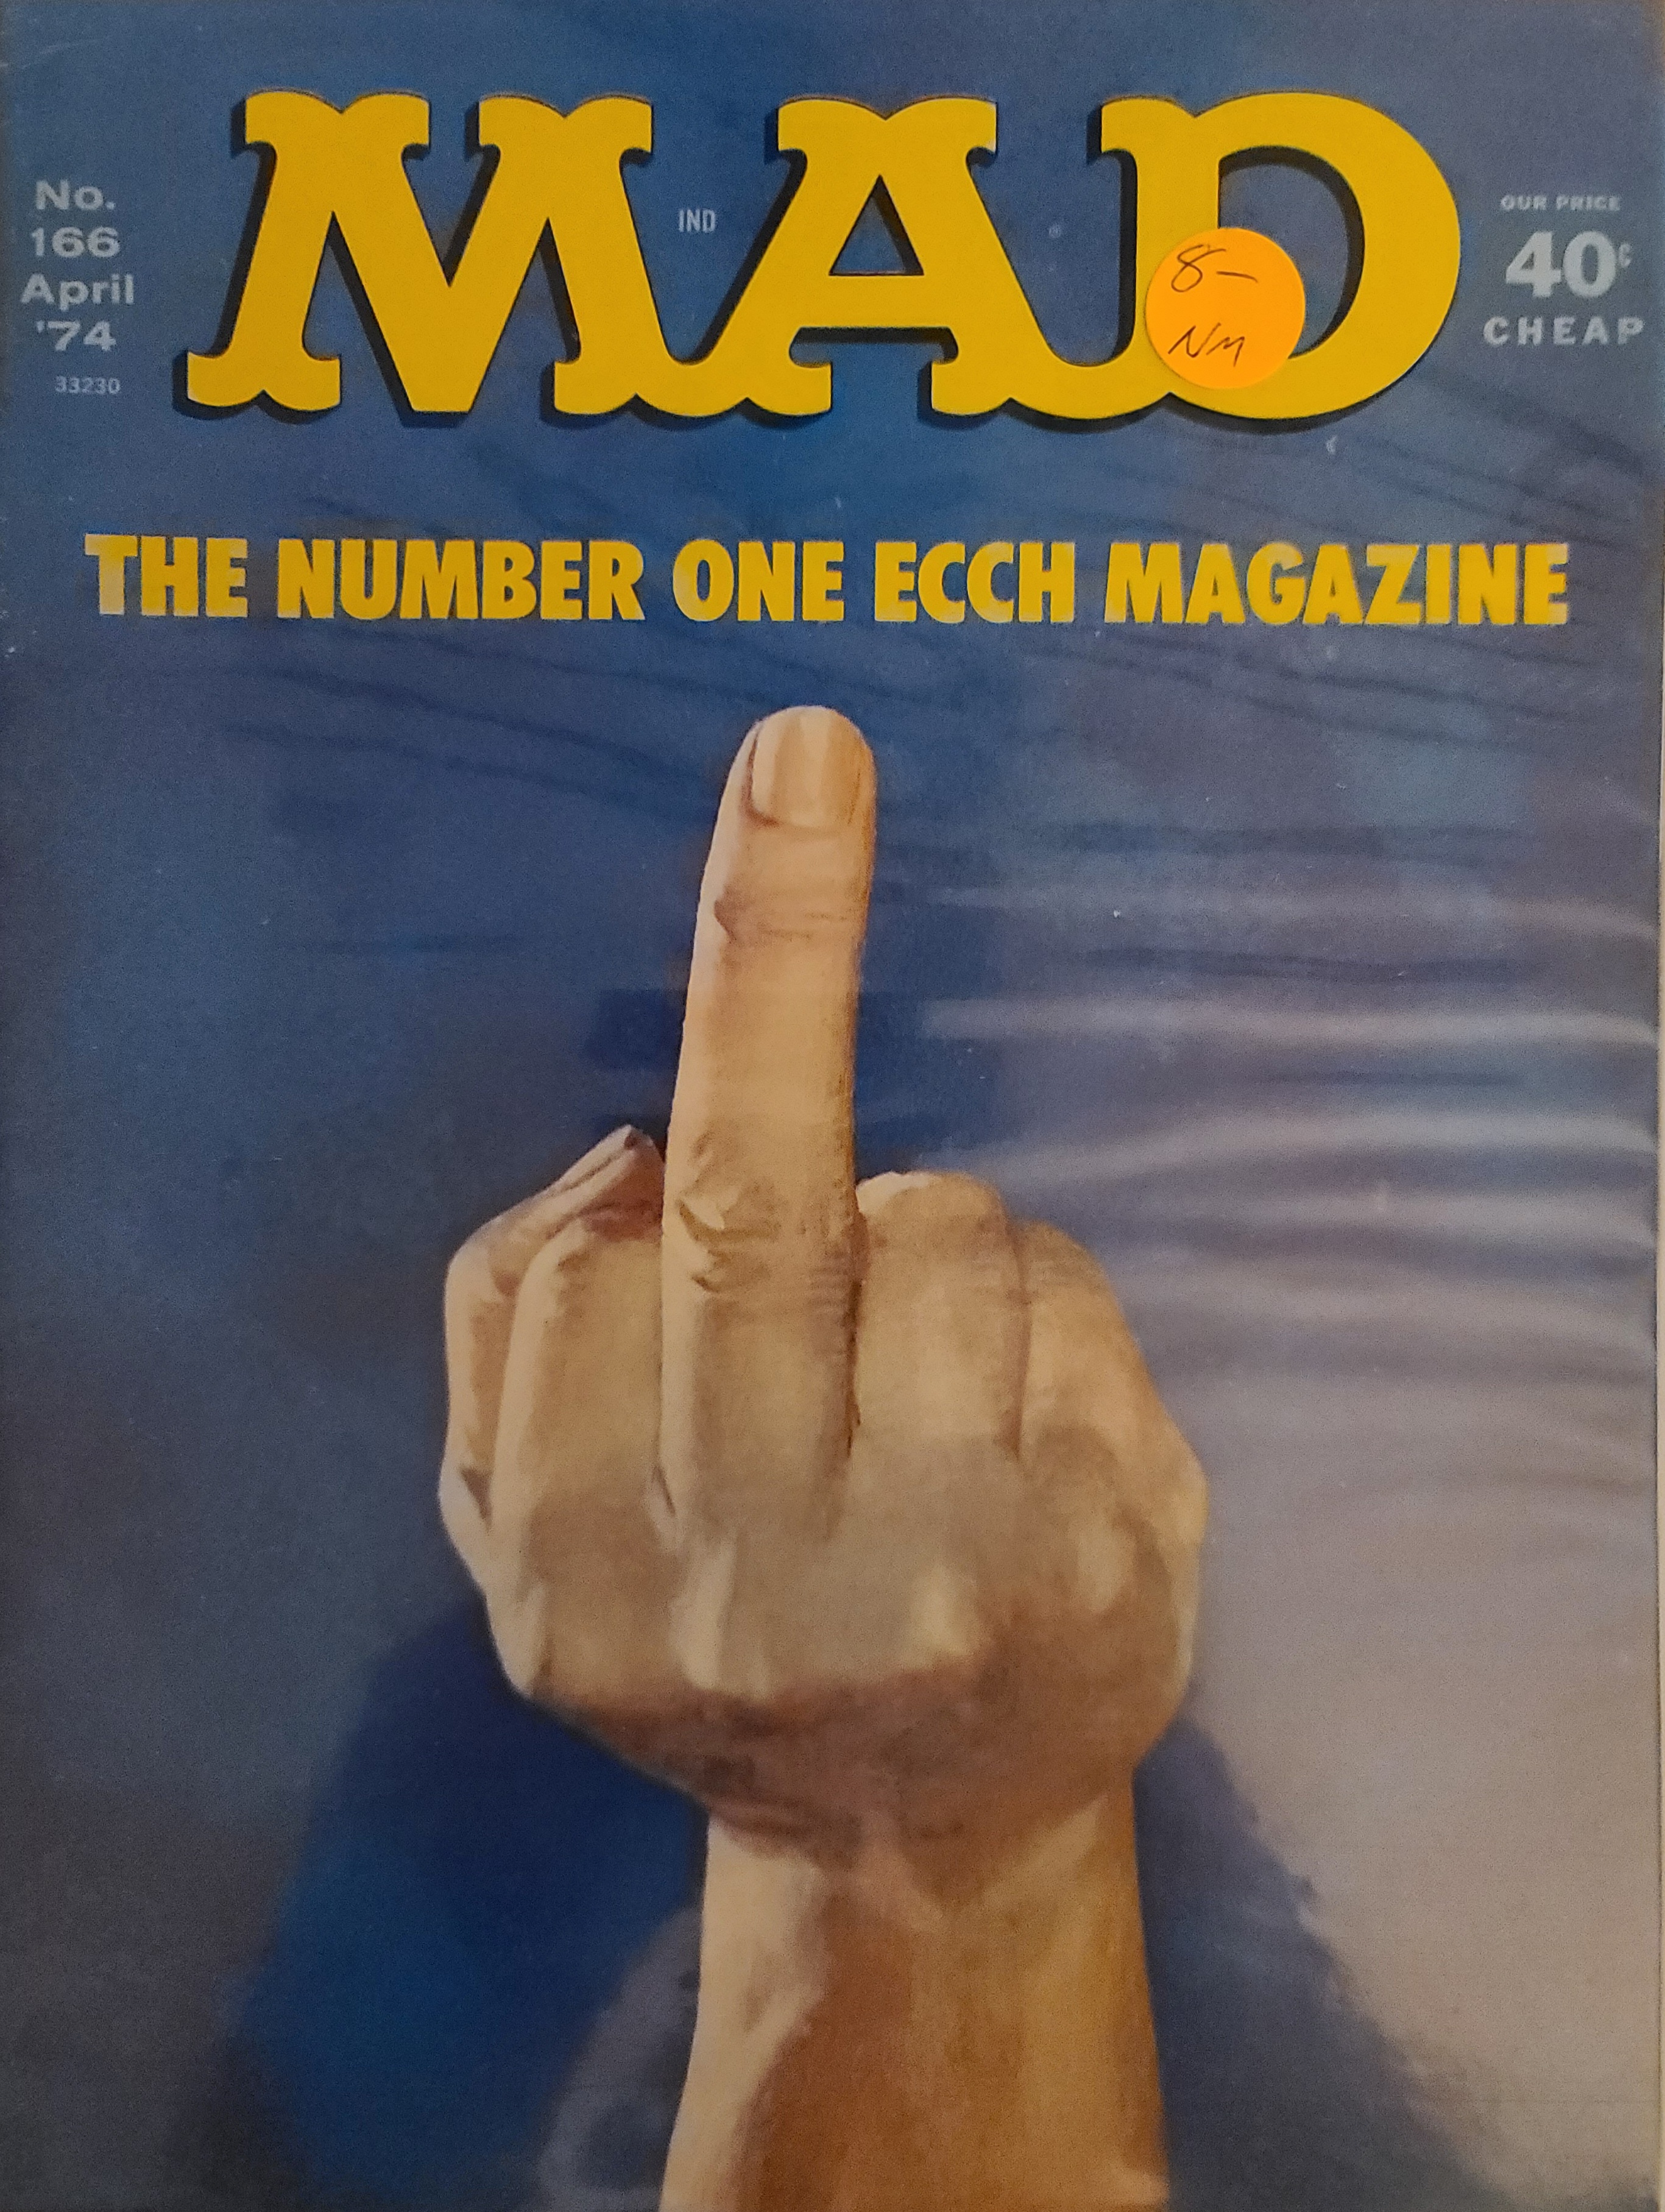 MAD
No.
166
April
'74
33230
IND
OUR PRICE
40¢
CHEAP
8-
NM
THE NUMBER ONE ECCH MAGAZINE